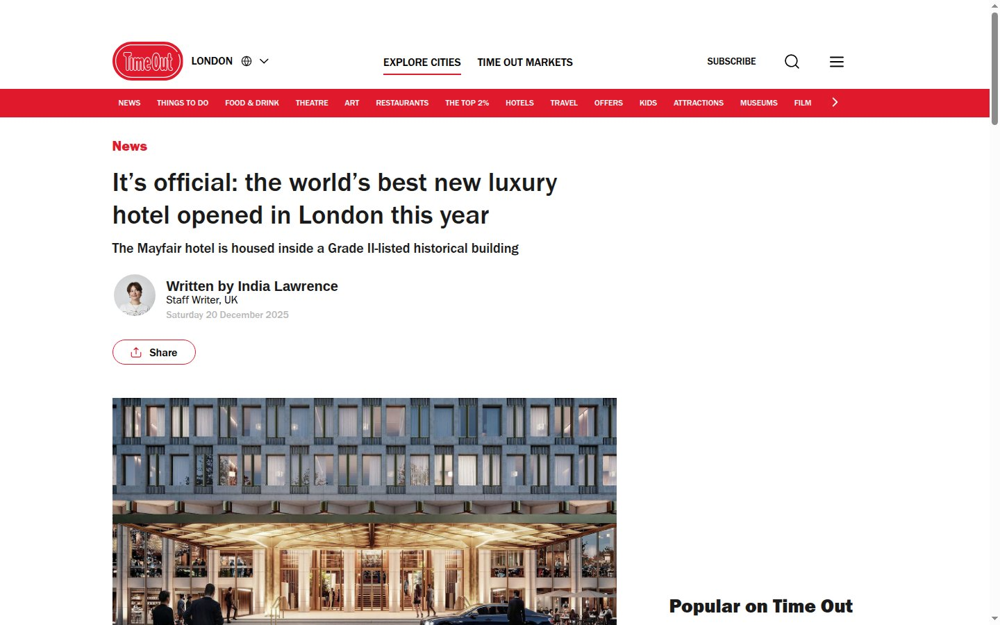 Time Out
LONDON
EXPLORE CITIES
TIME OUT MARKETS
SUBSCRIBE
NEWS
THINGS TO DO
FOOD & DRINK
THEATRE
ART
RESTAURANTS
THE TOP 2%
HOTELS
TRAVEL
OFFERS
KIDS
ATTRACTIONS
MUSEUMS
FILM
News
It’s official: the world’s best new luxury
hotel opened in London this year
The Mayfair hotel is housed inside a Grade II-listed historical building
Written by India Lawrence
Staff Writer, UK
Saturday 20 December 2025
Share
Popular on Time Out